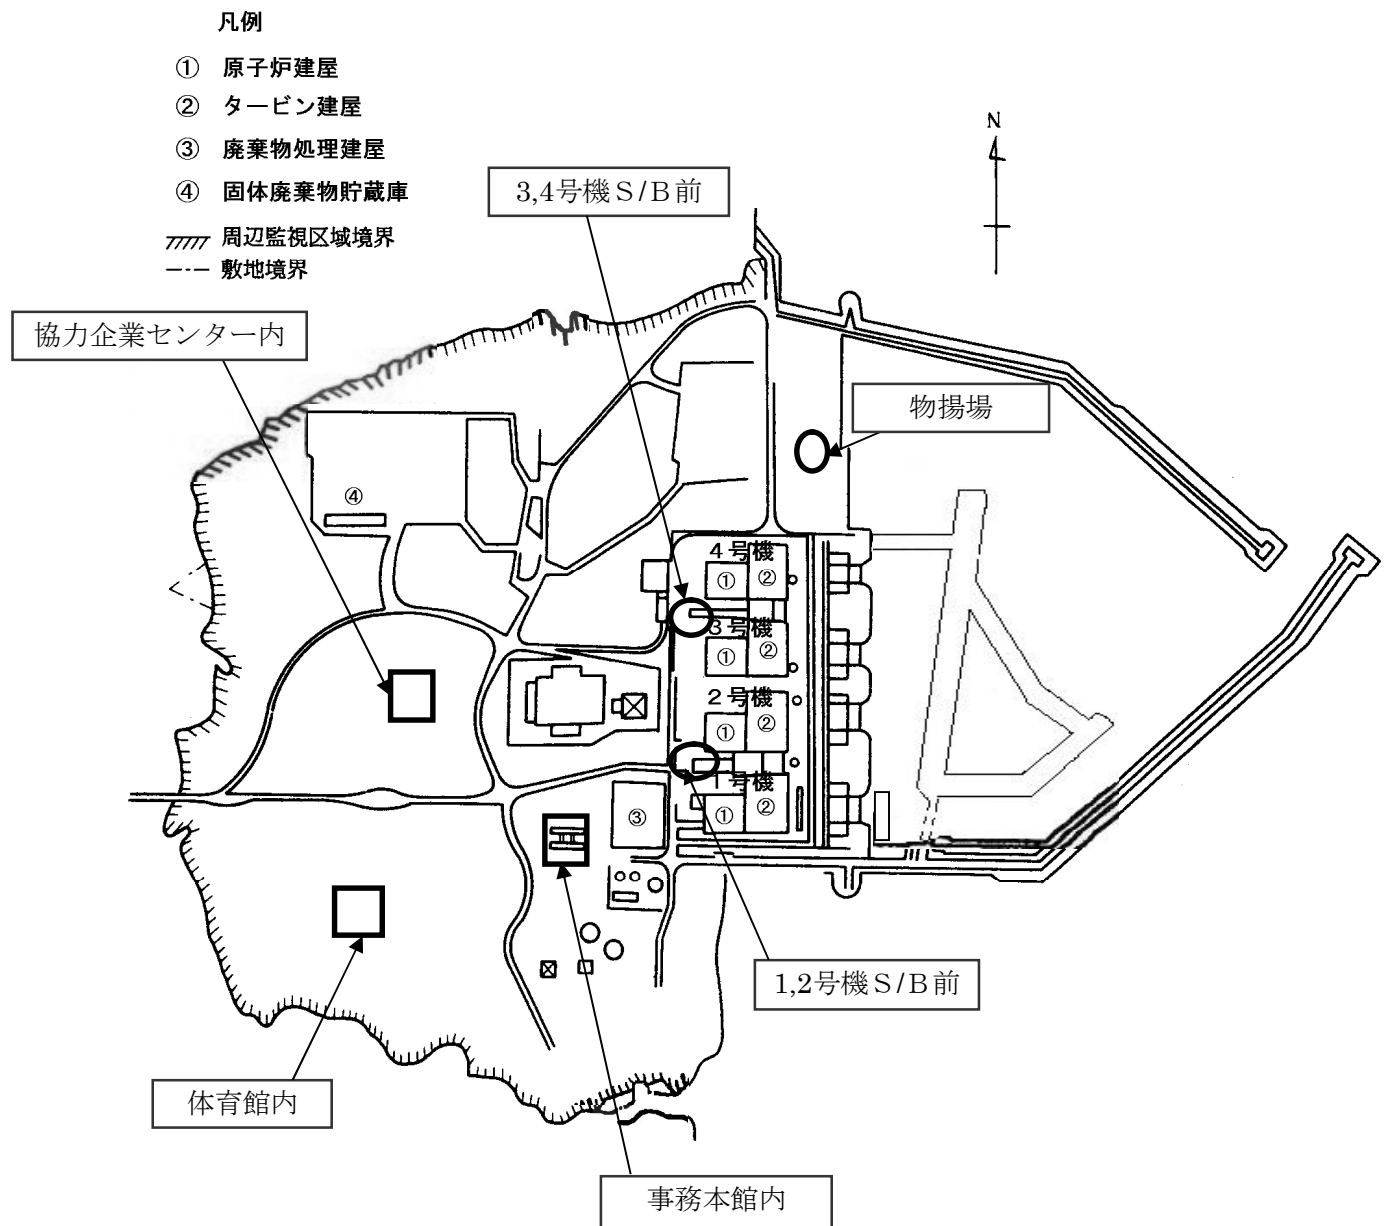 凡例
① 原子炉建屋
② タービン建屋
③ 廃棄物処理建屋
④ 固体廃棄物貯蔵庫
周辺監視区域境界
敷地境界
N
3,4号機S/B前
協力企業センター内
物揚場
④
4号機
①
②
3号機
①
②
2号機
①
②
1号機
①
②
③
1,2号機S/B前
体育館内
事務本館内